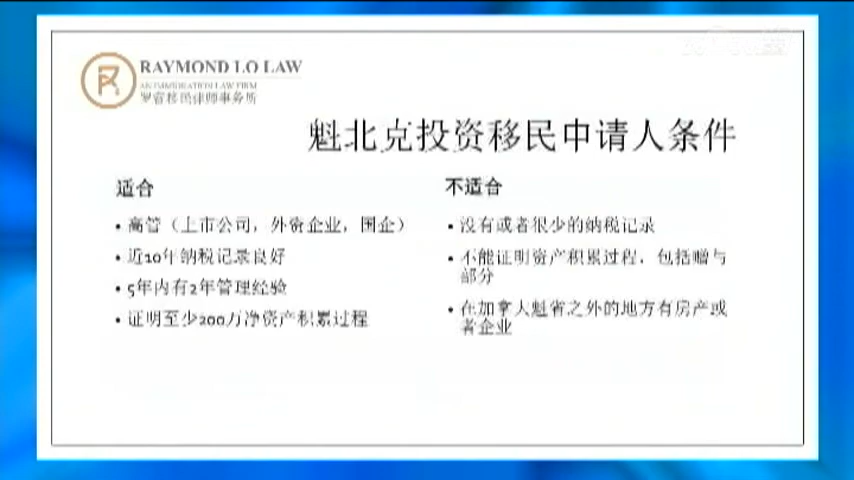 RAYMOND LO LAW
AN IMMIGRATION LAW FIRM
罗睿移民律师事务所
魁北克投资移民申请人条件
适合
• 高管（上市公司，外资企业，国企）
• 近10年纳税记录良好
• 5年内有2年管理经验
• 证明至少200万净资产积累过程
不适合
• 没有或者很少的纳税记录
• 不能证明资产积累过程，包括赠与
部分
• 在加拿大魁省之外的地方有房产或
者企业